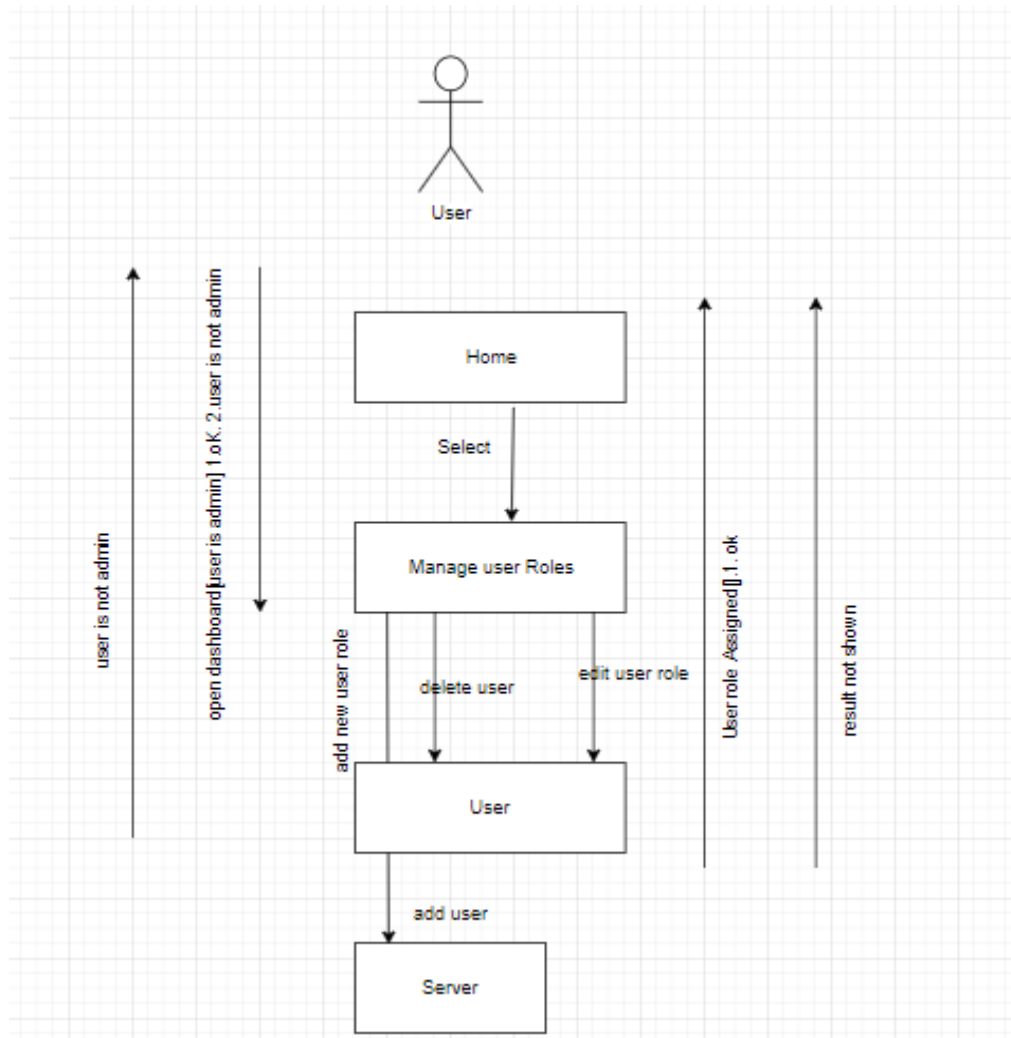 User
Home
Select
Manage user Roles
user is not admin
open dashboard[user is admin] 1.oK. 2.user is not admin
add new user role
delete user
edit user role
User role Assigned[].1. ok
result not shown
User
add user
Server